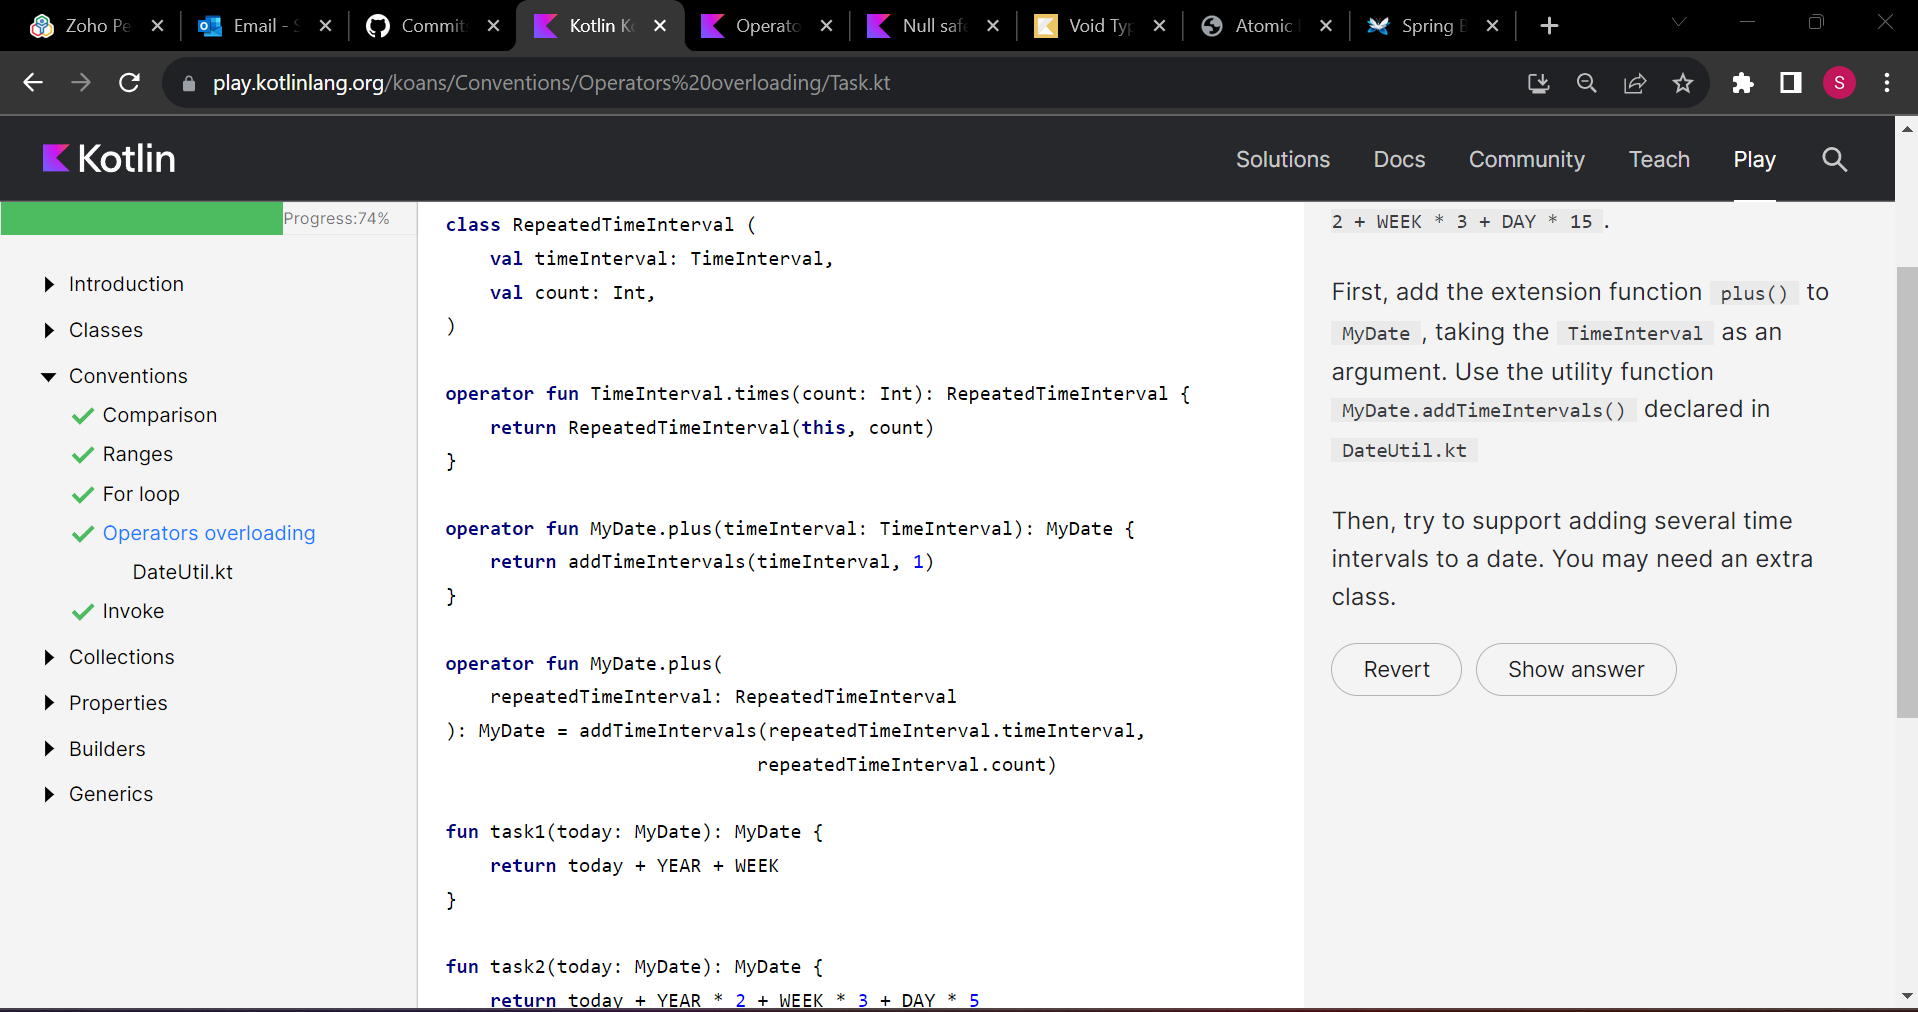 Zoho Pe
Email - S
Commit
Kotlin Ko
Operato
Null safe
Void Typ
Atomic
Spring B
play.kotlinlang.org/koans/Conventions/Operators%20overloading/Task.kt
S
Kotlin
Solutions
Docs
Community
Teach
Play
Progress:74%
Introduction
Classes
Conventions
Comparison
Ranges
For loop
Operators overloading
DateUtil.kt
Invoke
Collections
Properties
Builders
Generics
class RepeatedTimeInterval (
    val timeInterval: TimeInterval,
    val count: Int,
)
operator fun TimeInterval.times(count: Int): RepeatedTimeInterval {
    return RepeatedTimeInterval(this, count)
}
operator fun MyDate.plus(timeInterval: TimeInterval): MyDate {
    return addTimeIntervals(timeInterval, 1)
}
operator fun MyDate.plus(
    repeatedTimeInterval: RepeatedTimeInterval
): MyDate = addTimeIntervals(repeatedTimeInterval.timeInterval,
                            repeatedTimeInterval.count)
fun task1(today: MyDate): MyDate {
    return today + YEAR + WEEK
}
fun task2(today: MyDate): MyDate {
    return today + YEAR * 2 + WEEK * 3 + DAY * 5
2 + WEEK * 3 + DAY * 15 .
First, add the extension function plus() to
MyDate , taking the TimeInterval as an
argument. Use the utility function
MyDate.addTimeIntervals() declared in
DateUtil.kt
Then, try to support adding several time
intervals to a date. You may need an extra
class.
Revert
Show answer